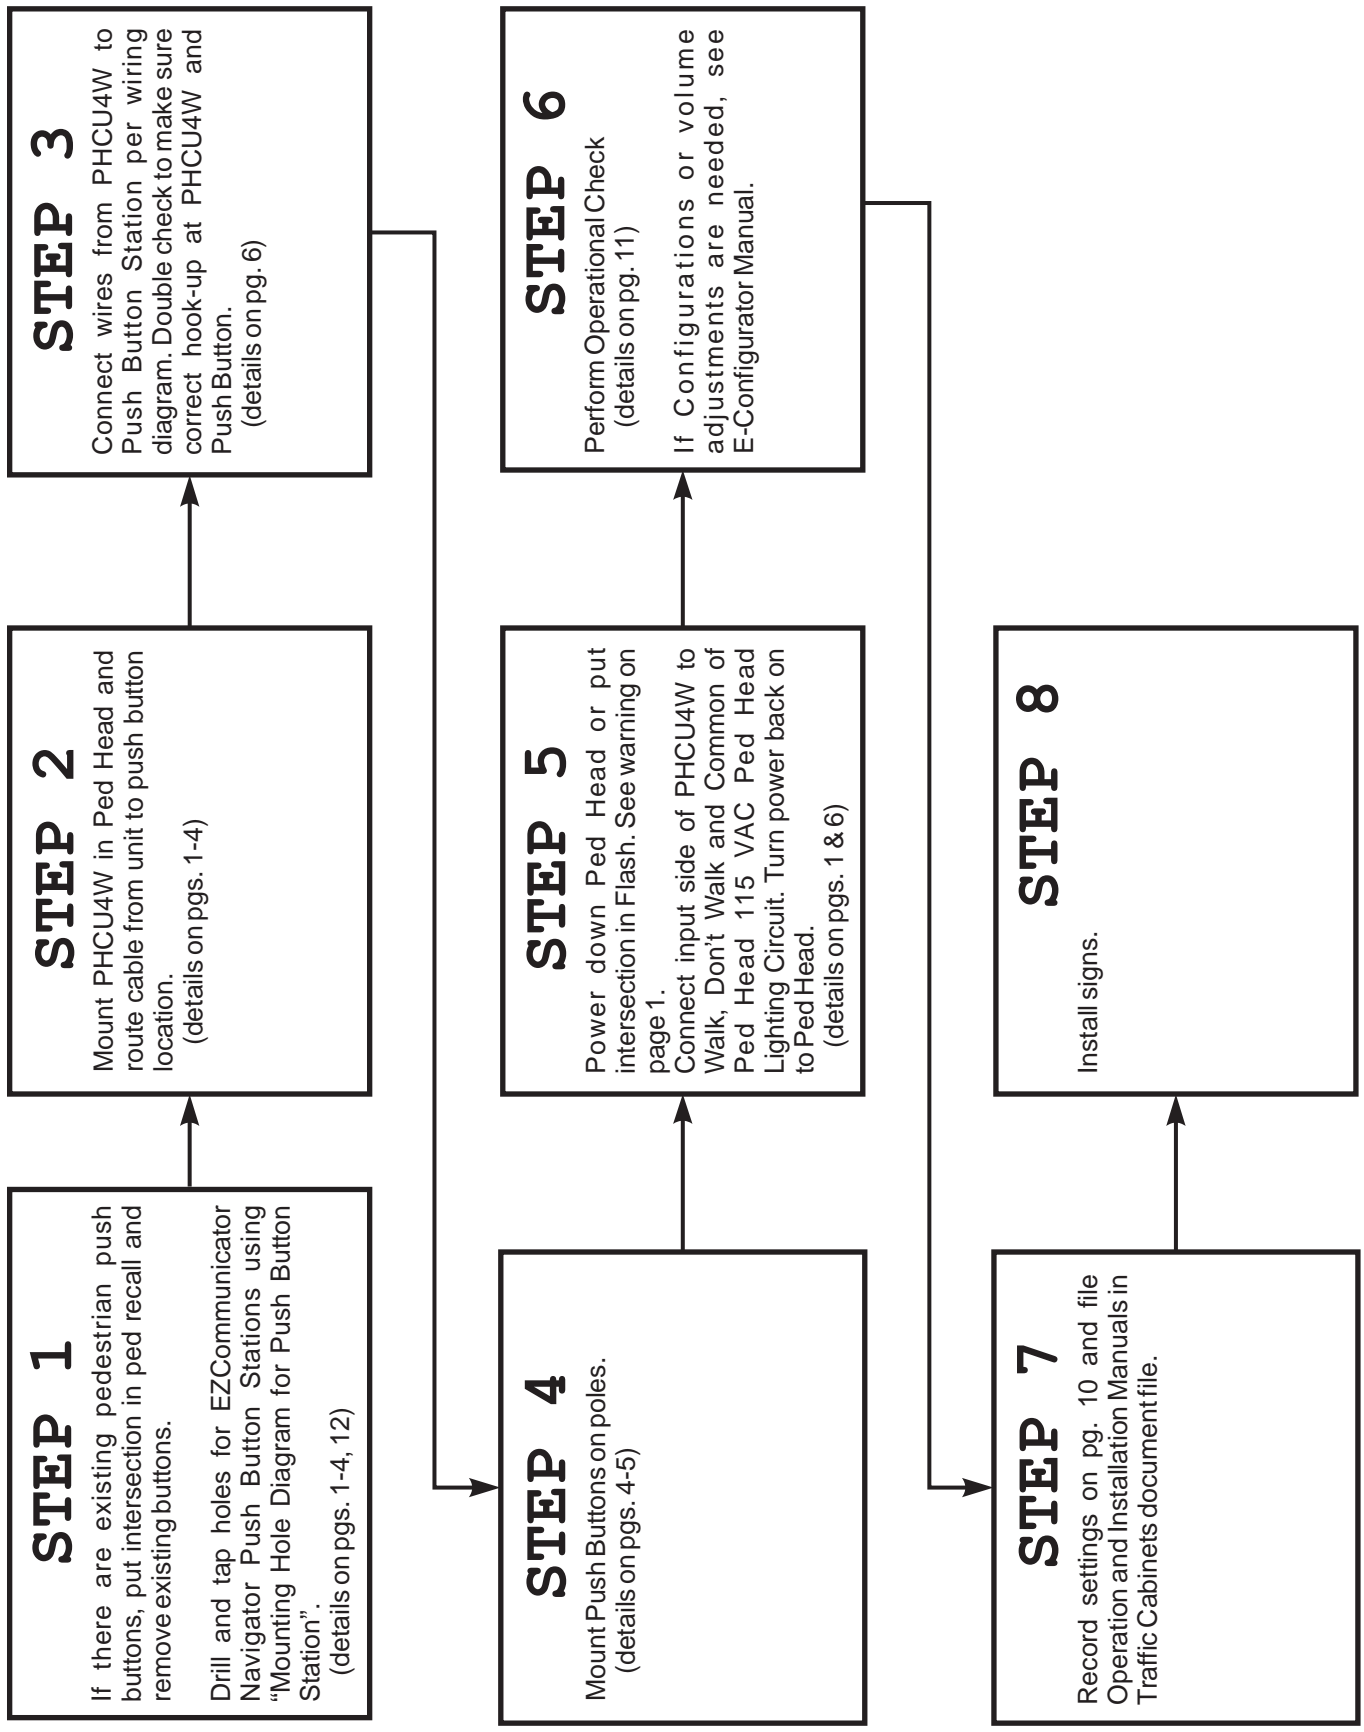 STEP 1
If there are existing pedestrian push
buttons, put intersection in ped recall and
remove existing buttons.
Drill and tap holes for EZCommunicator
Navigator Push Button Stations using
“Mounting Hole Diagram for Push Button
Station”.
(details on pgs. 1-4, 12)
STEP 2
Mount PHCU4W in Ped Head and
route cable from unit to push button
location.
(details on pgs. 1-4)
STEP 3
Connect wires from PHCU4W to
Push Button Station per wiring
diagram. Double check to make sure
correct hook-up at PHCU4W and
Push Button.
(details on pg. 6)
STEP 4
Mount Push Buttons on poles.
(details on pgs. 4-5)
STEP 5
Power down Ped Head or put
intersection in Flash. See warning on
page 1.
Connect input side of PHCU4W to
Walk, Don't Walk and Common of
Ped Head 115 VAC Ped Head
Lighting Circuit. Turn power back on
to Ped Head.
(details on pgs. 1 & 6)
STEP 6
Perform Operational Check
(details on pg. 11)
If Configurations or volume
adjustments are needed, see
E-Configurator Manual.
STEP 7
Record settings on pg. 10 and file
Operation and Installation Manuals in
Traffic Cabinets document file.
STEP 8
Install signs.